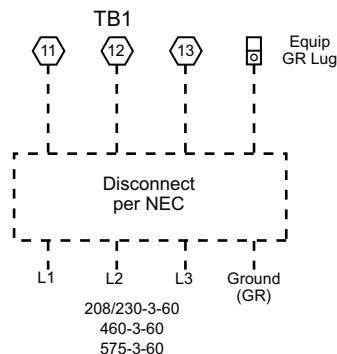 TB1
11 12 13 Equip
GR Lug
Disconnect
per NEC
L1 L2 L3 Ground
(GR)
208/230-3-60
460-3-60
575-3-60